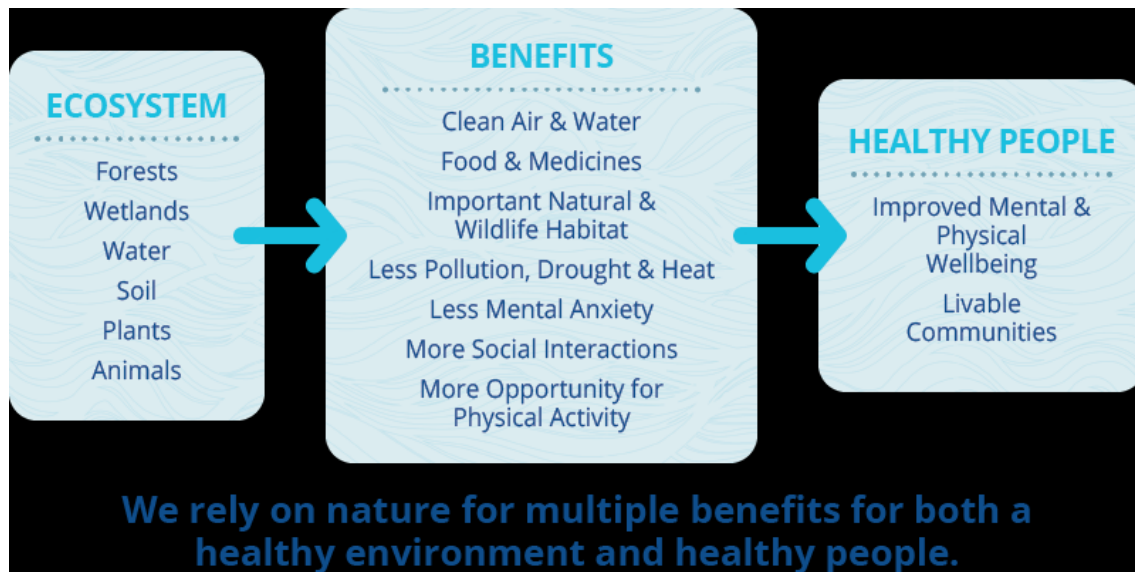 ECOSYSTEM
Forests
Wetlands
Water
Soil
Plants
Animals
BENEFITS
Clean Air & Water
Food & Medicines
Important Natural &
Wildlife Habitat
Less Pollution, Drought & Heat
Less Mental Anxiety
More Social Interactions
More Opportunity for
Physical Activity
HEALTHY PEOPLE
Improved Mental &
Physical
Wellbeing
Livable
Communities
We rely on nature for multiple benefits for both a
healthy environment and healthy people.